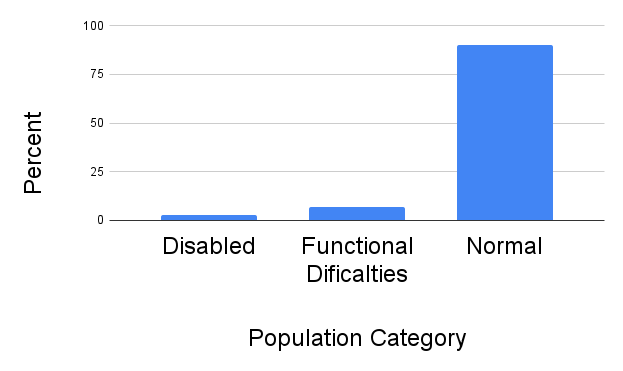 100
75
50
25
0
Percent
Disabled
Functional
Dificalties
Normal
Population Category